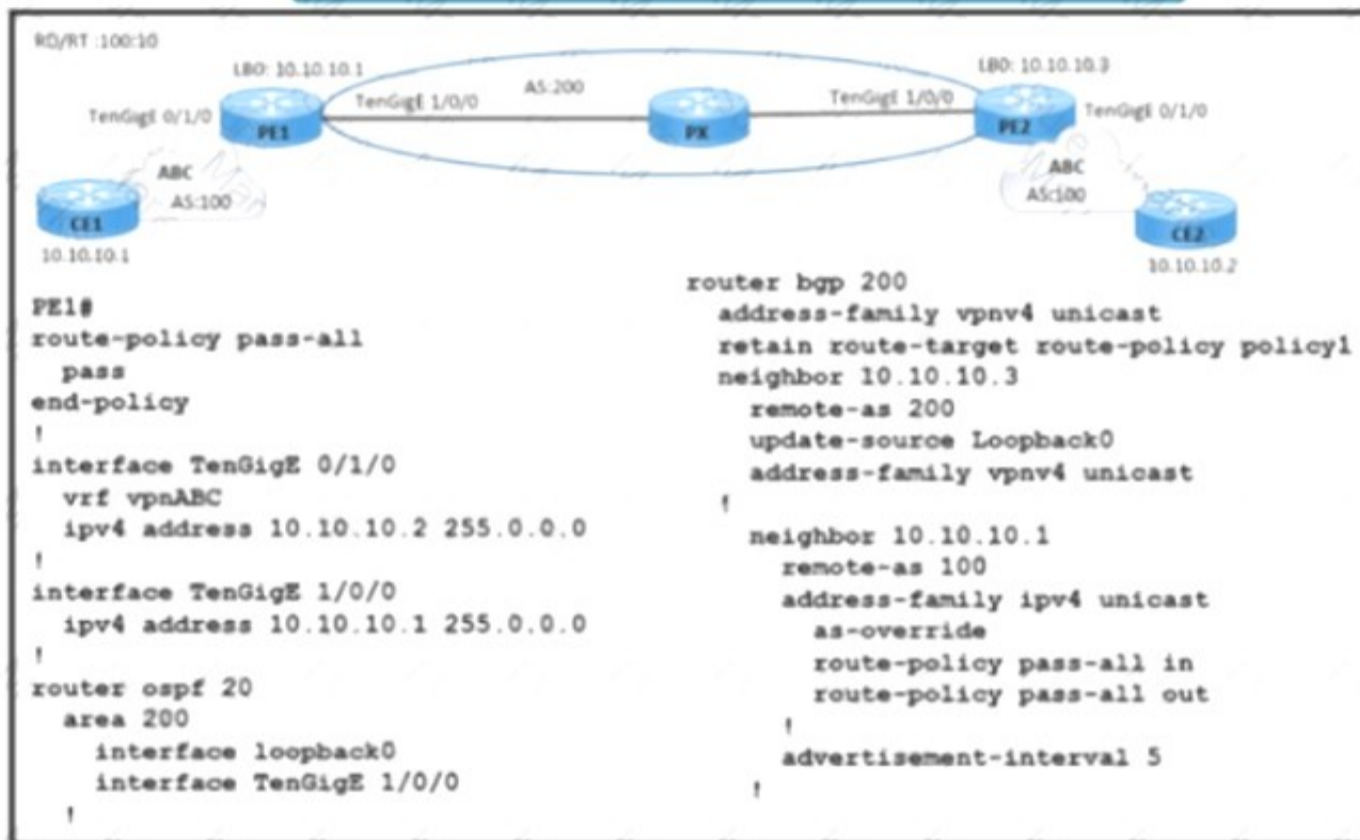 RD/RT :100:10
LB0: 10.10.10.1
AS:200
LB0: 10.10.10.3
TenGigE 0/1/0
TenGigE 1/0/0
TenGigE 1/0/0
TenGigE 0/1/0
PE1
PX
PE2
ABC
AS:100
ABC
AS:100
CE1
CE2
10.10.10.1
10.10.10.2
PE1#
route-policy pass-all
pass
end-policy
!
interface TenGigE 0/1/0
vrf vpnABC
ipv4 address 10.10.10.2 255.0.0.0
!
interface TenGigE 1/0/0
ipv4 address 10.10.10.1 255.0.0.0
!
router ospf 20
area 200
interface loopback0
interface TenGigE 1/0/0
!
router bgp 200
address-family vpnv4 unicast
retain route-target route-policy policy1
neighbor 10.10.10.3
remote-as 200
update-source Loopback0
address-family vpnv4 unicast
!
neighbor 10.10.10.1
remote-as 100
address-family ipv4 unicast
as-override
route-policy pass-all in
route-policy pass-all out
!
advertisement-interval 5
!